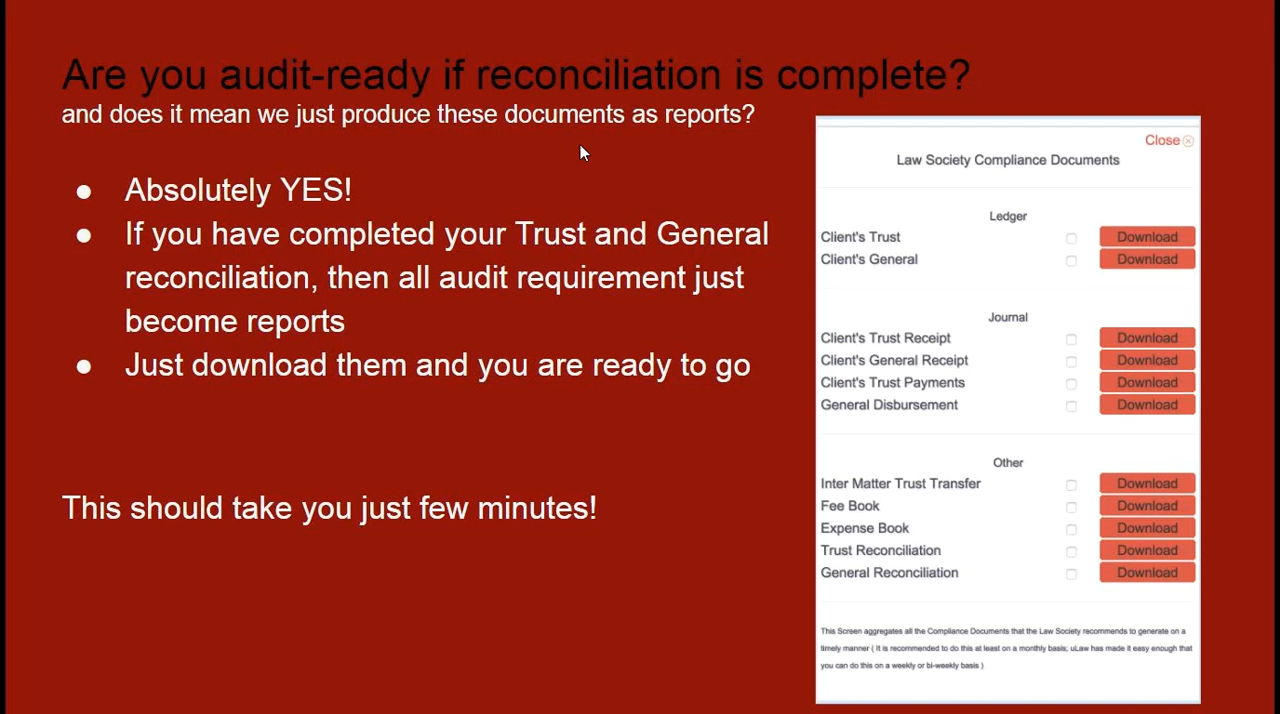 Are you audit-ready if reconciliation is complete?
and does it mean we just produce these documents as reports?
● Absolutely YES!
● If you have completed your Trust and General
reconciliation, then all audit requirement just
become reports
● Just download them and you are ready to go
This should take you just few minutes!
Close
Law Society Compliance Documents
Ledger
Client's Trust Download
Client's General Download
Journal
Client's Trust Receipt Download
Client's General Receipt Download
Client's Trust Payments Download
General Disbursement Download
Other
Inter Matter Trust Transfer Download
Fee Book Download
Expense Book Download
Trust Reconciliation Download
General Reconciliation Download
This Screen aggregates all the Compliance Documents that the Law Society recommends to generate on a
timely manner ( It is recommended to do this at least on a monthly basis; uLaw has made it easy enough that
you can do this on a weekly or bi-weekly basis )